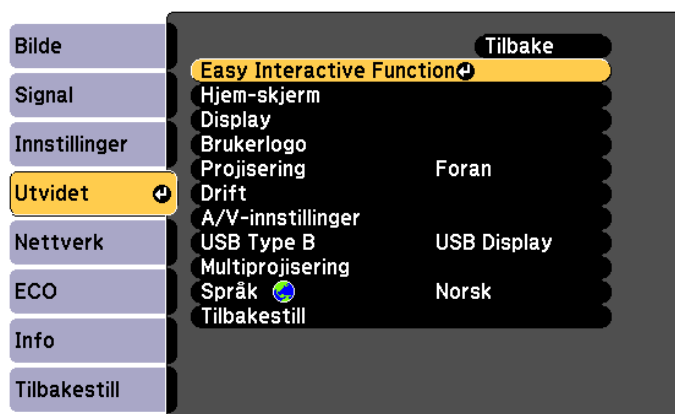 Bilde
Signal
Innstillinger
Utvidet
Nettverk
ECO
Info
Tilbakestill
Tilbake
Easy Interactive Function
Hjem-skjerm
Display
Brukerlogo
Projisering Foran
Drift
A/V-innstillinger
USB Type B USB Display
Multiprojisering
Språk Norsk
Tilbakestill